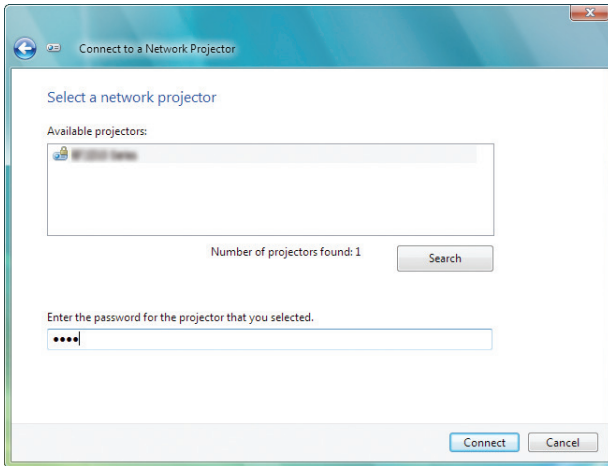 Connect to a Network Projector
Select a network projector
Available projectors:
Series
Number of projectors found: 1
Search
Enter the password for the projector that you selected.
••••
Connect
Cancel